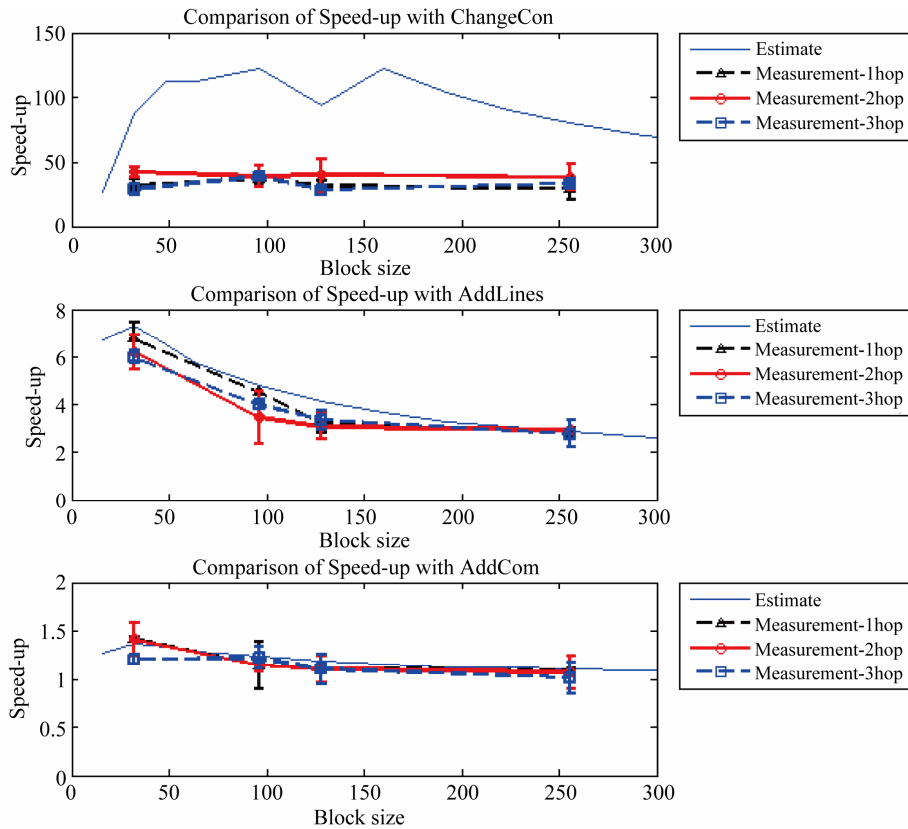 Comparison of Speed-up with ChangeCon
150
100
50
0
Speed-up
0 50 100 150 200 250 300
Block size
Estimate
Measurement-1hop
Measurement-2hop
Measurement-3hop
Comparison of Speed-up with AddLines
8
6
4
2
0
Speed-up
0 50 100 150 200 250 300
Block size
Estimate
Measurement-1hop
Measurement-2hop
Measurement-3hop
Comparison of Speed-up with AddCom
2
1.5
1
0.5
0
Speed-up
0 50 100 150 200 250 300
Block size
Estimate
Measurement-1hop
Measurement-2hop
Measurement-3hop